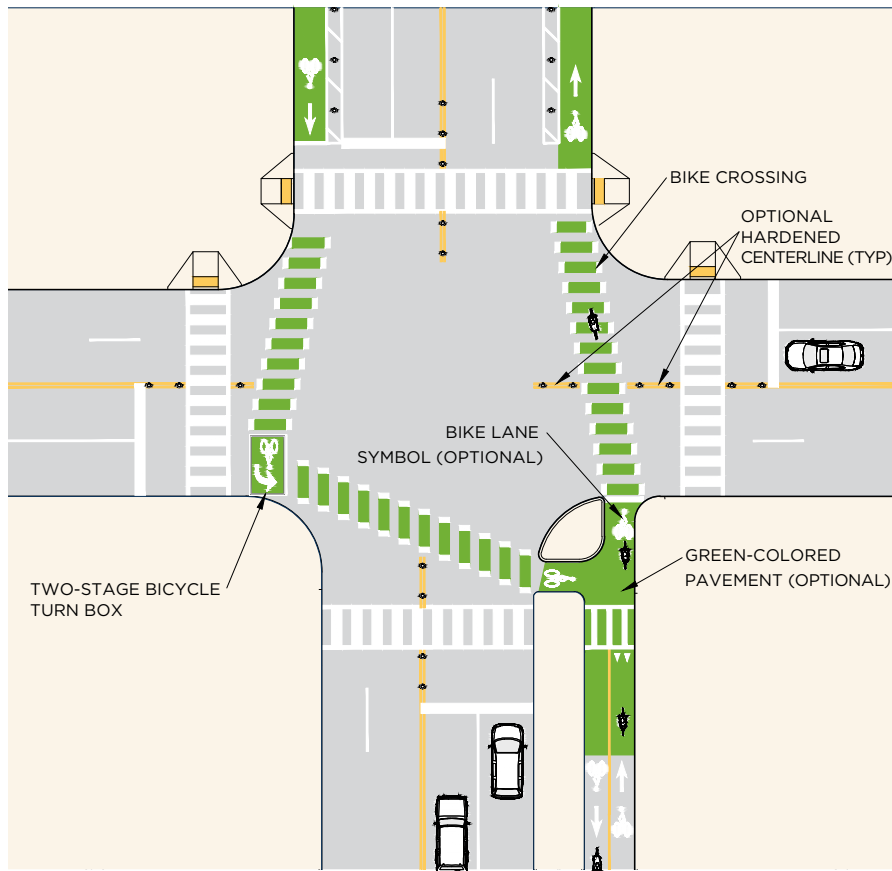 BIKE CROSSING
OPTIONAL
HARDENED
CENTERLINE (TYP)
BIKE LANE
SYMBOL (OPTIONAL)
GREEN-COLORED
PAVEMENT (OPTIONAL)
TWO-STAGE BICYCLE
TURN BOX